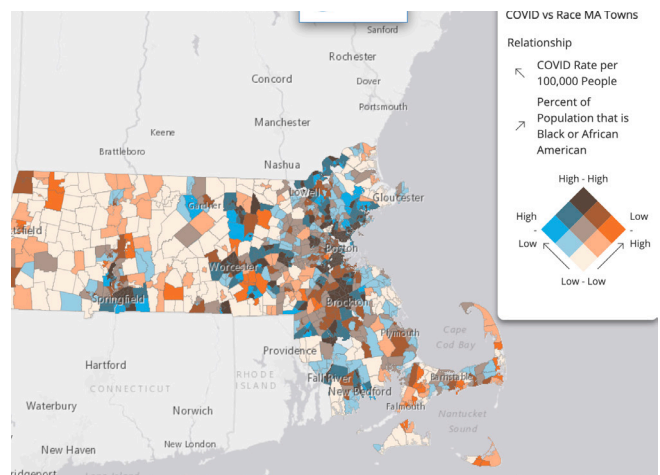 COVID vs Race MA Towns
Relationship
COVID Rate per
100,000 People
Percent of
Population that is
Black or African
American
High - High
High
-
Low
Low
-
High
Low - Low
Sanford
Rochester
Concord
Dover
Portsmouth
Manchester
Keene
Brattleboro
Nashua
Lowell
Gloucester
Gardner
tsfield
Boston
Worcester
Springfield
Brockton
Plymouth
Cape
Cod Bay
Providence
Hartford
RHODE
ISLAND
Barnstable
Fall River
CONNECTICUT
New Bedford
Waterbury
Norwich
Falmouth
Nantucket
Sound
New London
New Haven
ridgeport